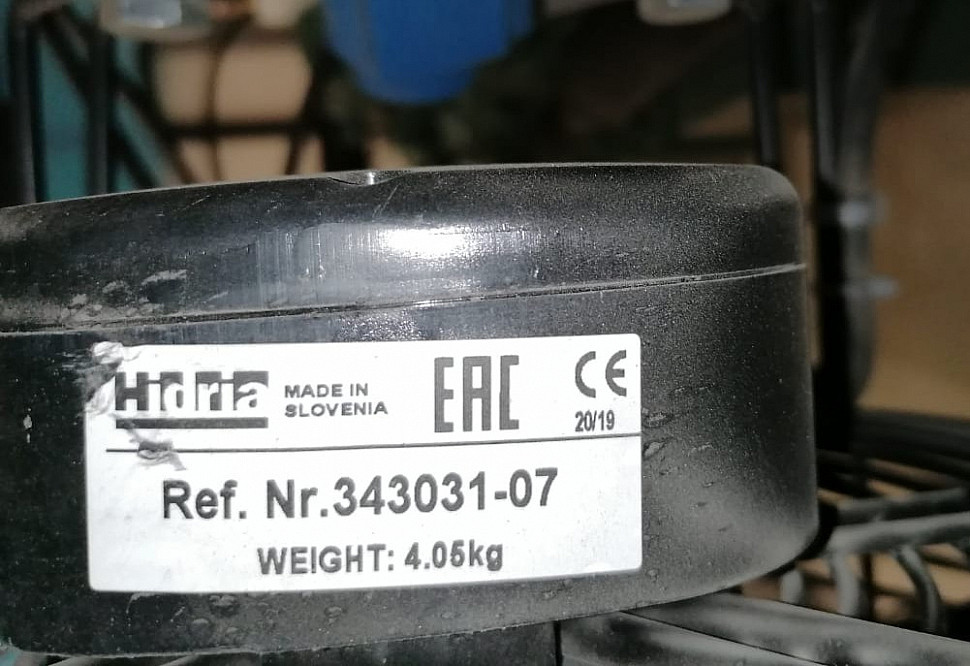 Hidria MADE IN SLOVENIA EAC CE
20/19
Ref. Nr.343031-07
WEIGHT: 4.05kg